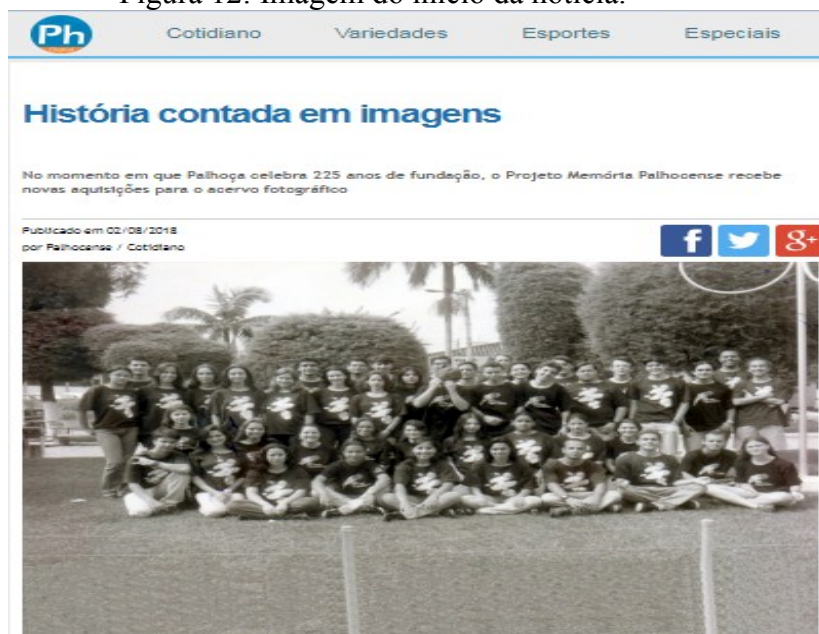 Figura 12: Imagem do início da notícia.
Ph
Cotidiano Variedades Esportes Especiais
História contada em imagens
No momento em que Palhoça celebra 225 anos de fundação, o Projeto Memória Palhocense recebe
novas aquisições para o acervo fotográfico
Publicado em 02/08/2018
por Palhocense / Cotidiano
f g+